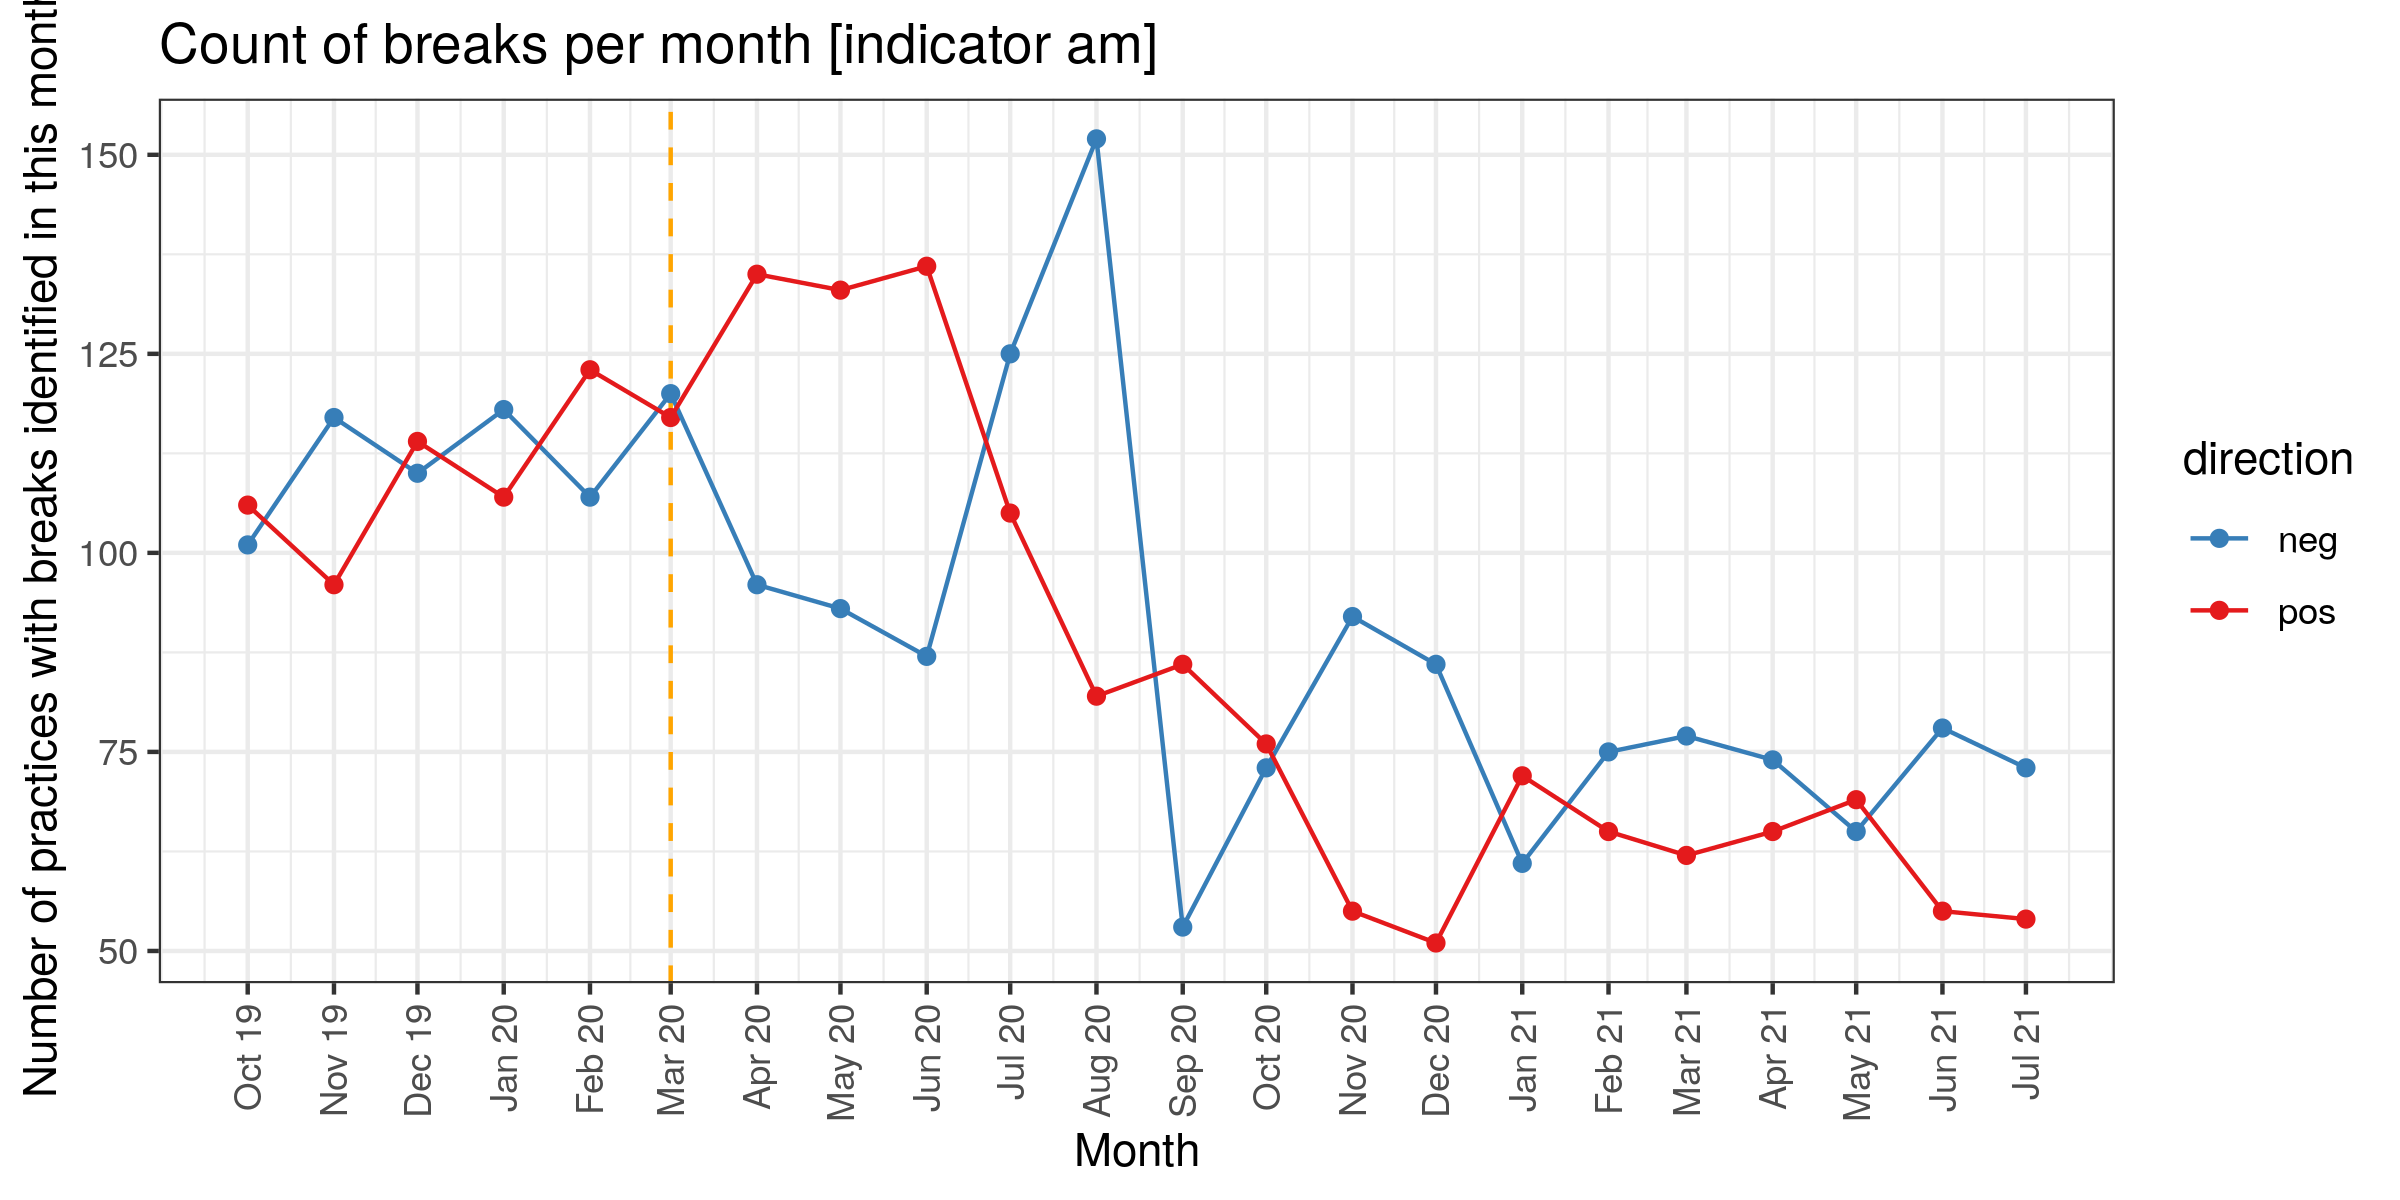 Count of breaks per month [indicator am]
Number of practices with breaks identified in this month
150
125
100
75
50
Oct 19
Nov 19
Dec 19
Jan 20
Feb 20
Mar 20
Apr 20
May 20
Jun 20
Jul 20
Aug 20
Sep 20
Oct 20
Nov 20
Dec 20
Jan 21
Feb 21
Mar 21
Apr 21
May 21
Jun 21
Jul 21
Month
direction
neg
pos